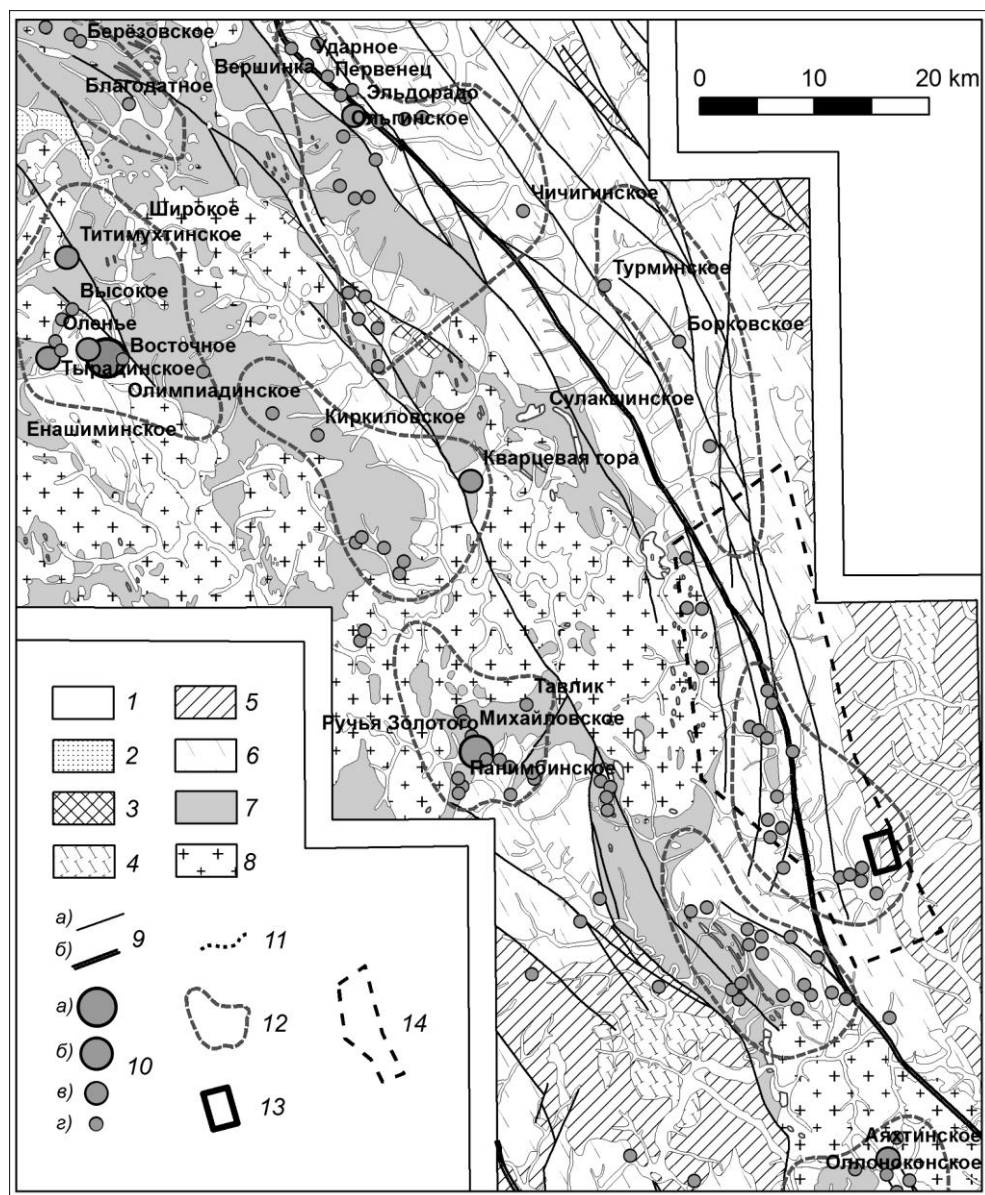 Берёзовское
Ударное
Вершинка
Первенец
Благодатное
Эльдорадо
Ольгинское
0 10 20 km
Чичигинское
Широкое
Титимухтинское
Турминское
Высокое
Оленье
Борковское
Восточное
Тырадинское
Олимпиадинское
Сулакшинское
Киркиловское
Енашиминское
Кварцевая гора
Тавлик
Ручья Золотого
Михайловское
Панимбинское
1 5
2 6
3 7
4 8
а)
б)
9
11
а)
б)
в)
г)
10
12
13
14
Аяхтинское
Оллоноконское